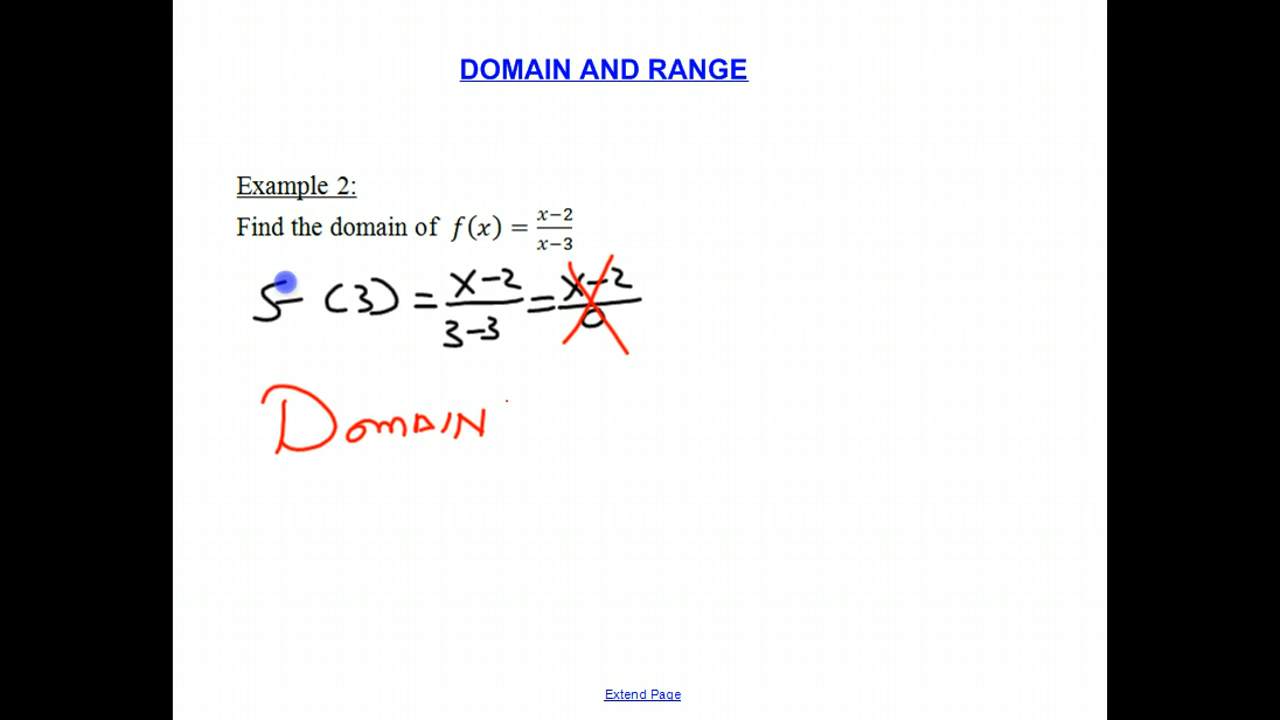 DOMAIN AND RANGE
Example 2:
Find the domain of f(x) = x−2/x−3
f (3) = x-2/3-3 = x-2/0
DOMAIN
Extend Page